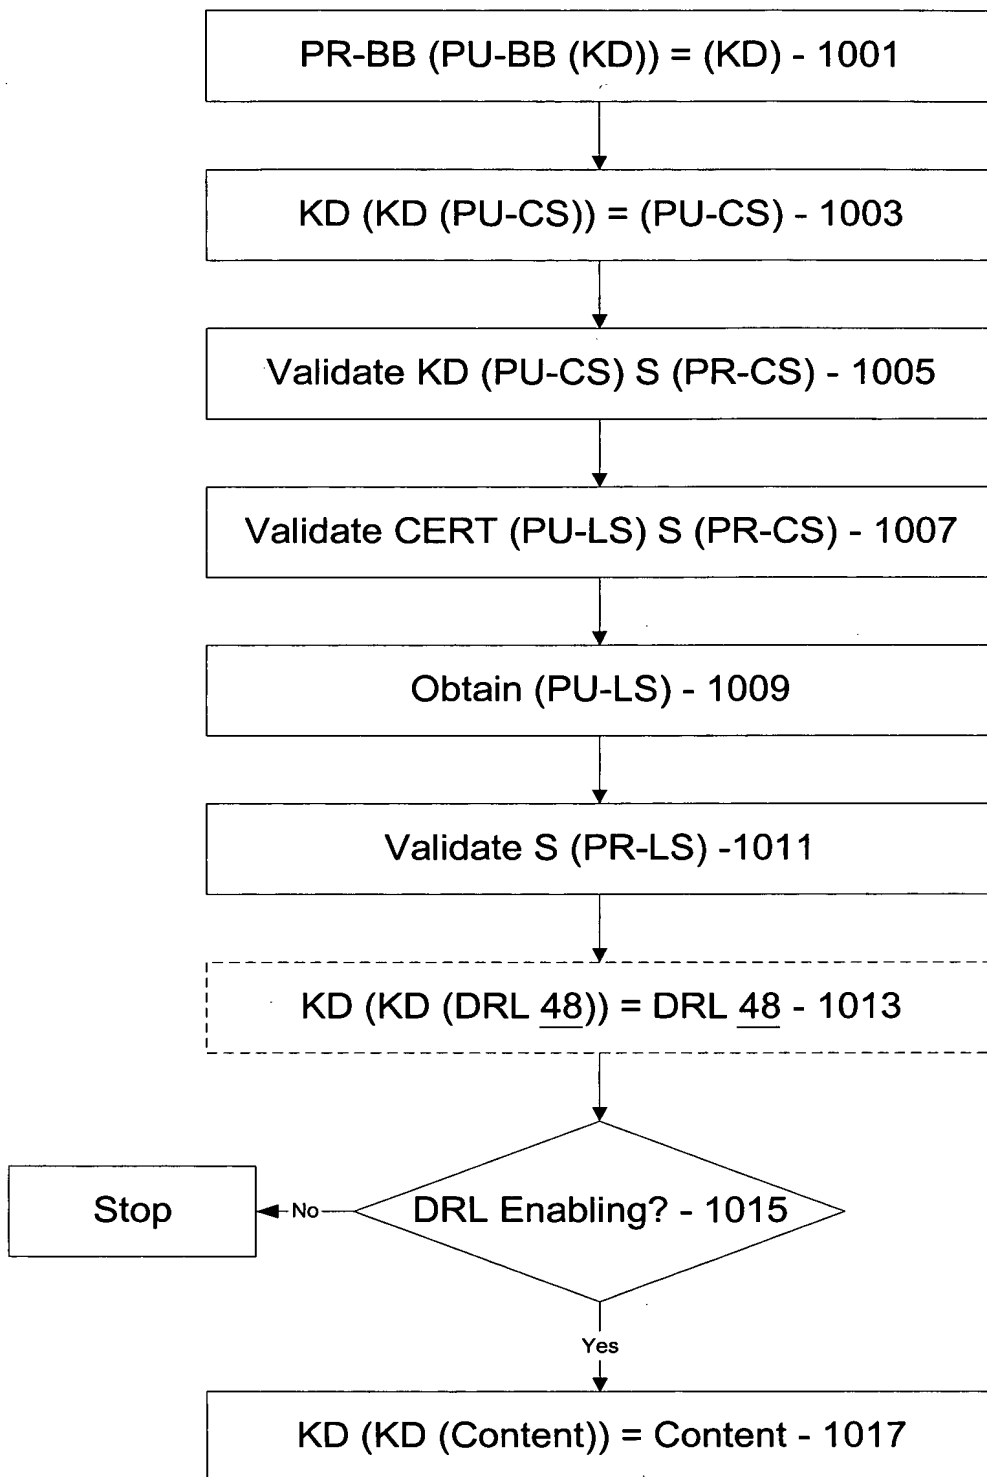 PR-BB (PU-BB (KD)) = (KD) - 1001
KD (KD (PU-CS)) = (PU-CS) - 1003
Validate KD (PU-CS) S (PR-CS) - 1005
Validate CERT (PU-LS) S (PR-CS) - 1007
Obtain (PU-LS) - 1009
Validate S (PR-LS) -1011
KD (KD (DRL 48)) = DRL 48 - 1013
DRL Enabling? - 1015
No
Stop
Yes
KD (KD (Content)) = Content - 1017